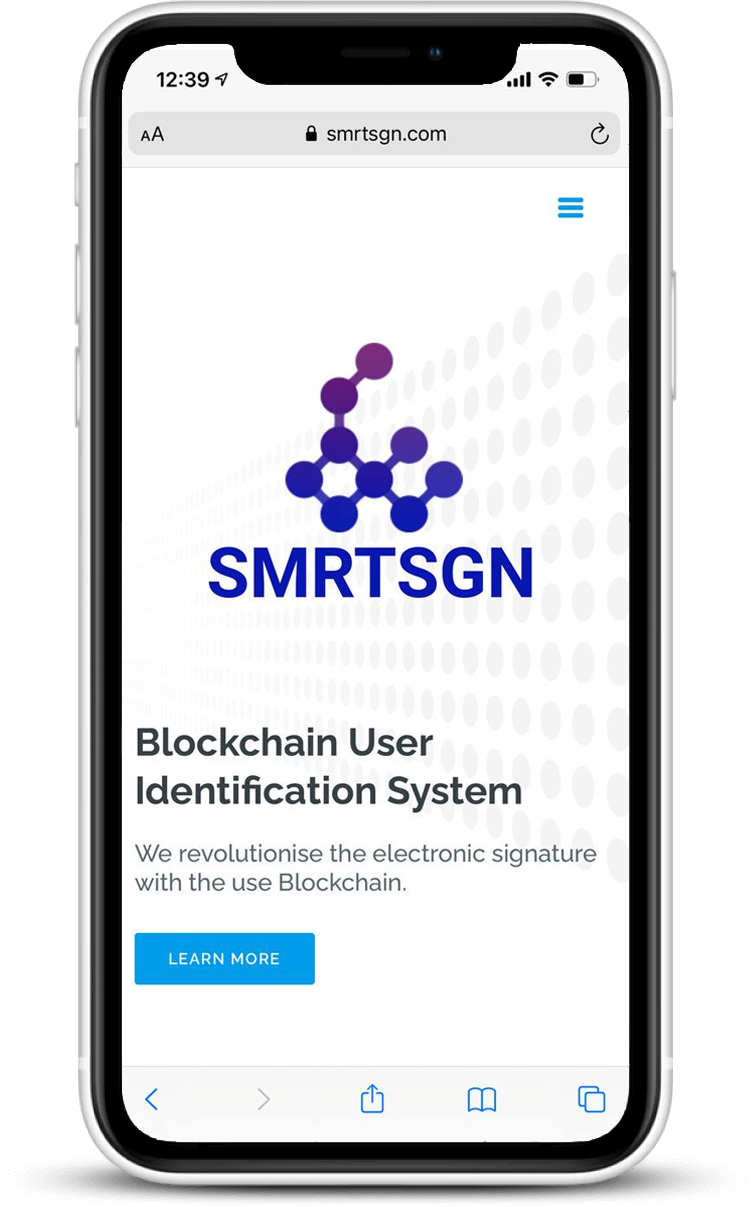 12:39
AA smrtsgn.com
SMRTSGN
Blockchain User
Identification System
We revolutionise the electronic signature
with the use Blockchain.
LEARN MORE